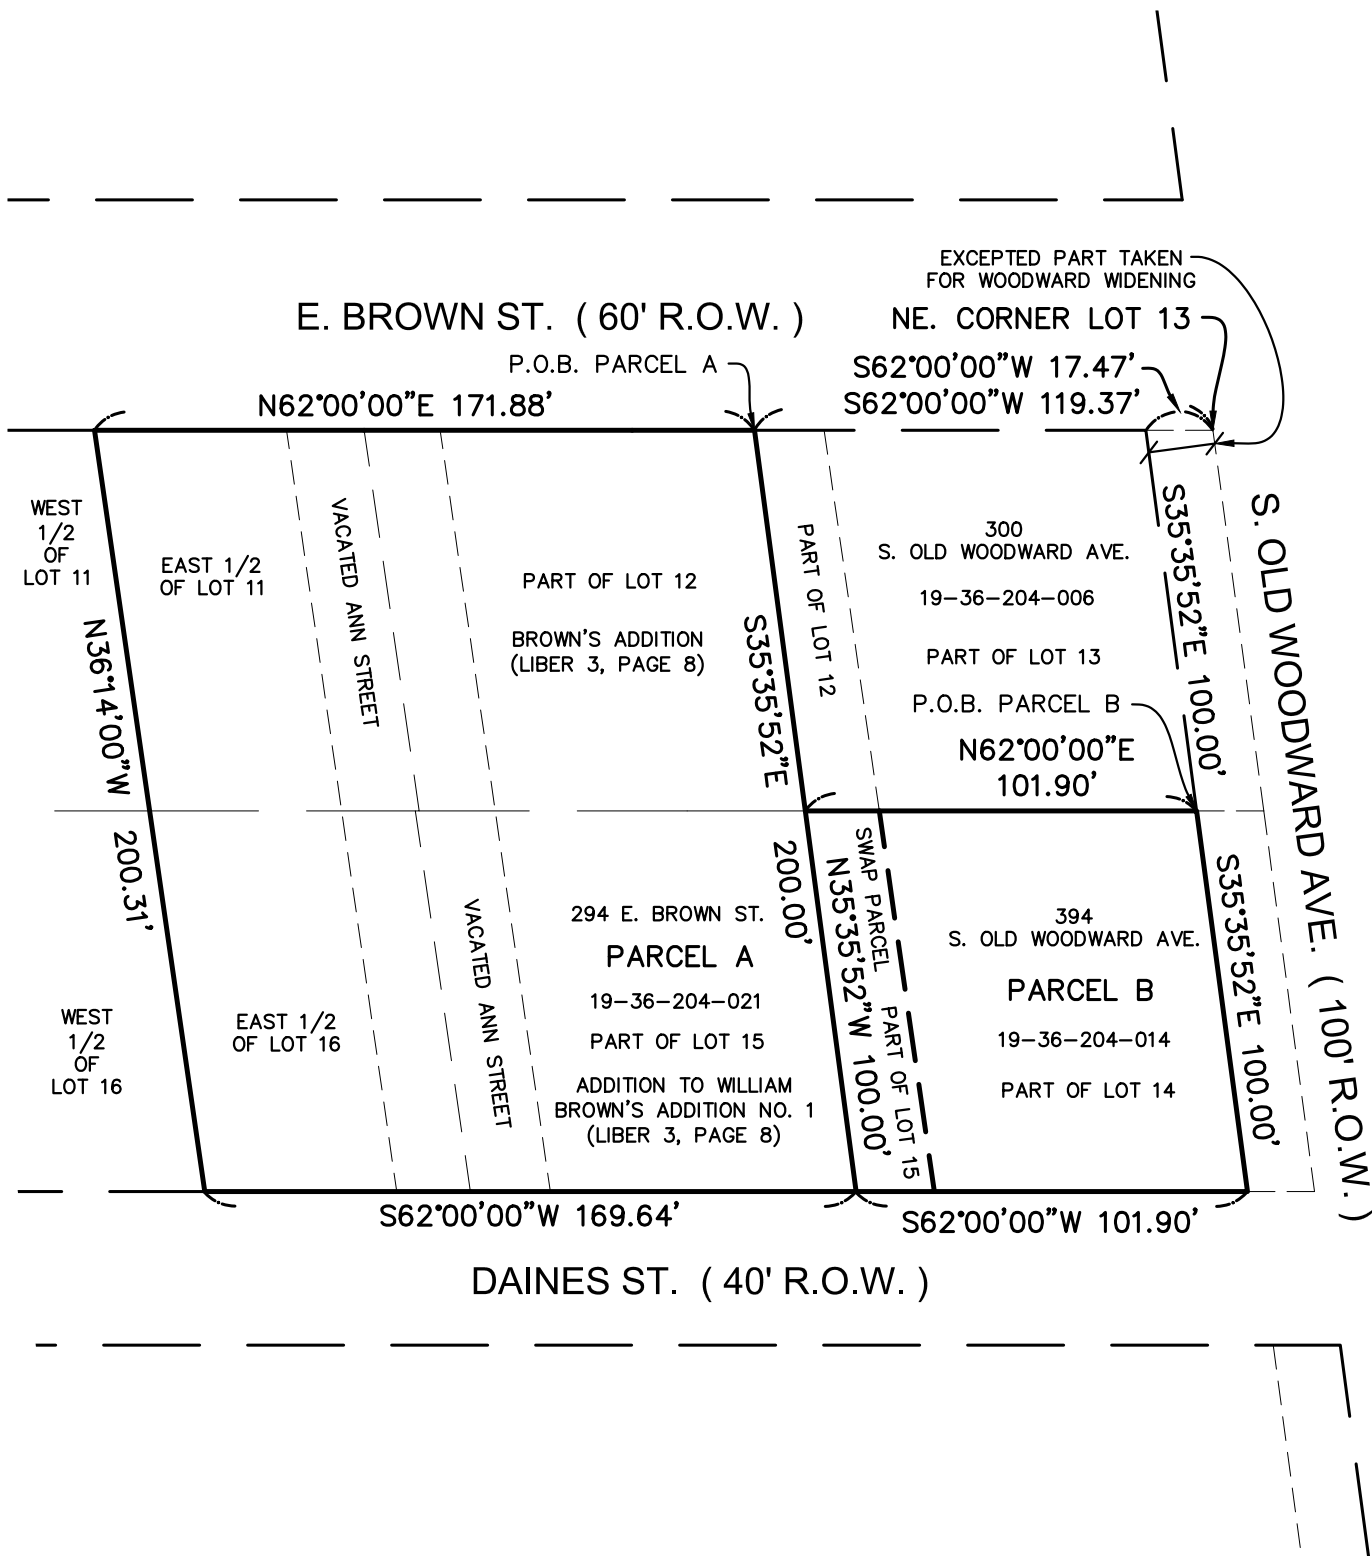 EXCEPTED PART TAKEN
FOR WOODWARD WIDENING
E. BROWN ST. ( 60' R.O.W. )
NE. CORNER LOT 13
P.O.B. PARCEL A
S62°00'00"W 17.47'
N62°00'00"E 171.88'
S62°00'00"W 119.37'
WEST
1/2
OF
LOT 11
EAST 1/2
OF LOT 11
VACATED ANN STREET
PART OF LOT 12
BROWN'S ADDITION
(LIBER 3, PAGE 8)
PART OF LOT 12
300
S. OLD WOODWARD AVE.
19-36-204-006
PART OF LOT 13
P.O.B. PARCEL B
N62°00'00"E
101.90'
S35°35'52"E 100.00'
S. OLD WOODWARD AVE. ( 100' R.O.W. )
N36°14'00"W 200.31'
S35°35'52"E 200.00'
WEST
1/2
OF
LOT 16
EAST 1/2
OF LOT 16
VACATED ANN STREET
294 E. BROWN ST.
PARCEL A
19-36-204-021
PART OF LOT 15
ADDITION TO WILLIAM
BROWN'S ADDITION NO. 1
(LIBER 3, PAGE 8)
N35°35'52"W 100.00'
SWAP PARCEL PART OF LOT 15
394
S. OLD WOODWARD AVE.
PARCEL B
19-36-204-014
PART OF LOT 14
S35°35'52"E 100.00'
S62°00'00"W 169.64'
S62°00'00"W 101.90'
DAINES ST. ( 40' R.O.W. )